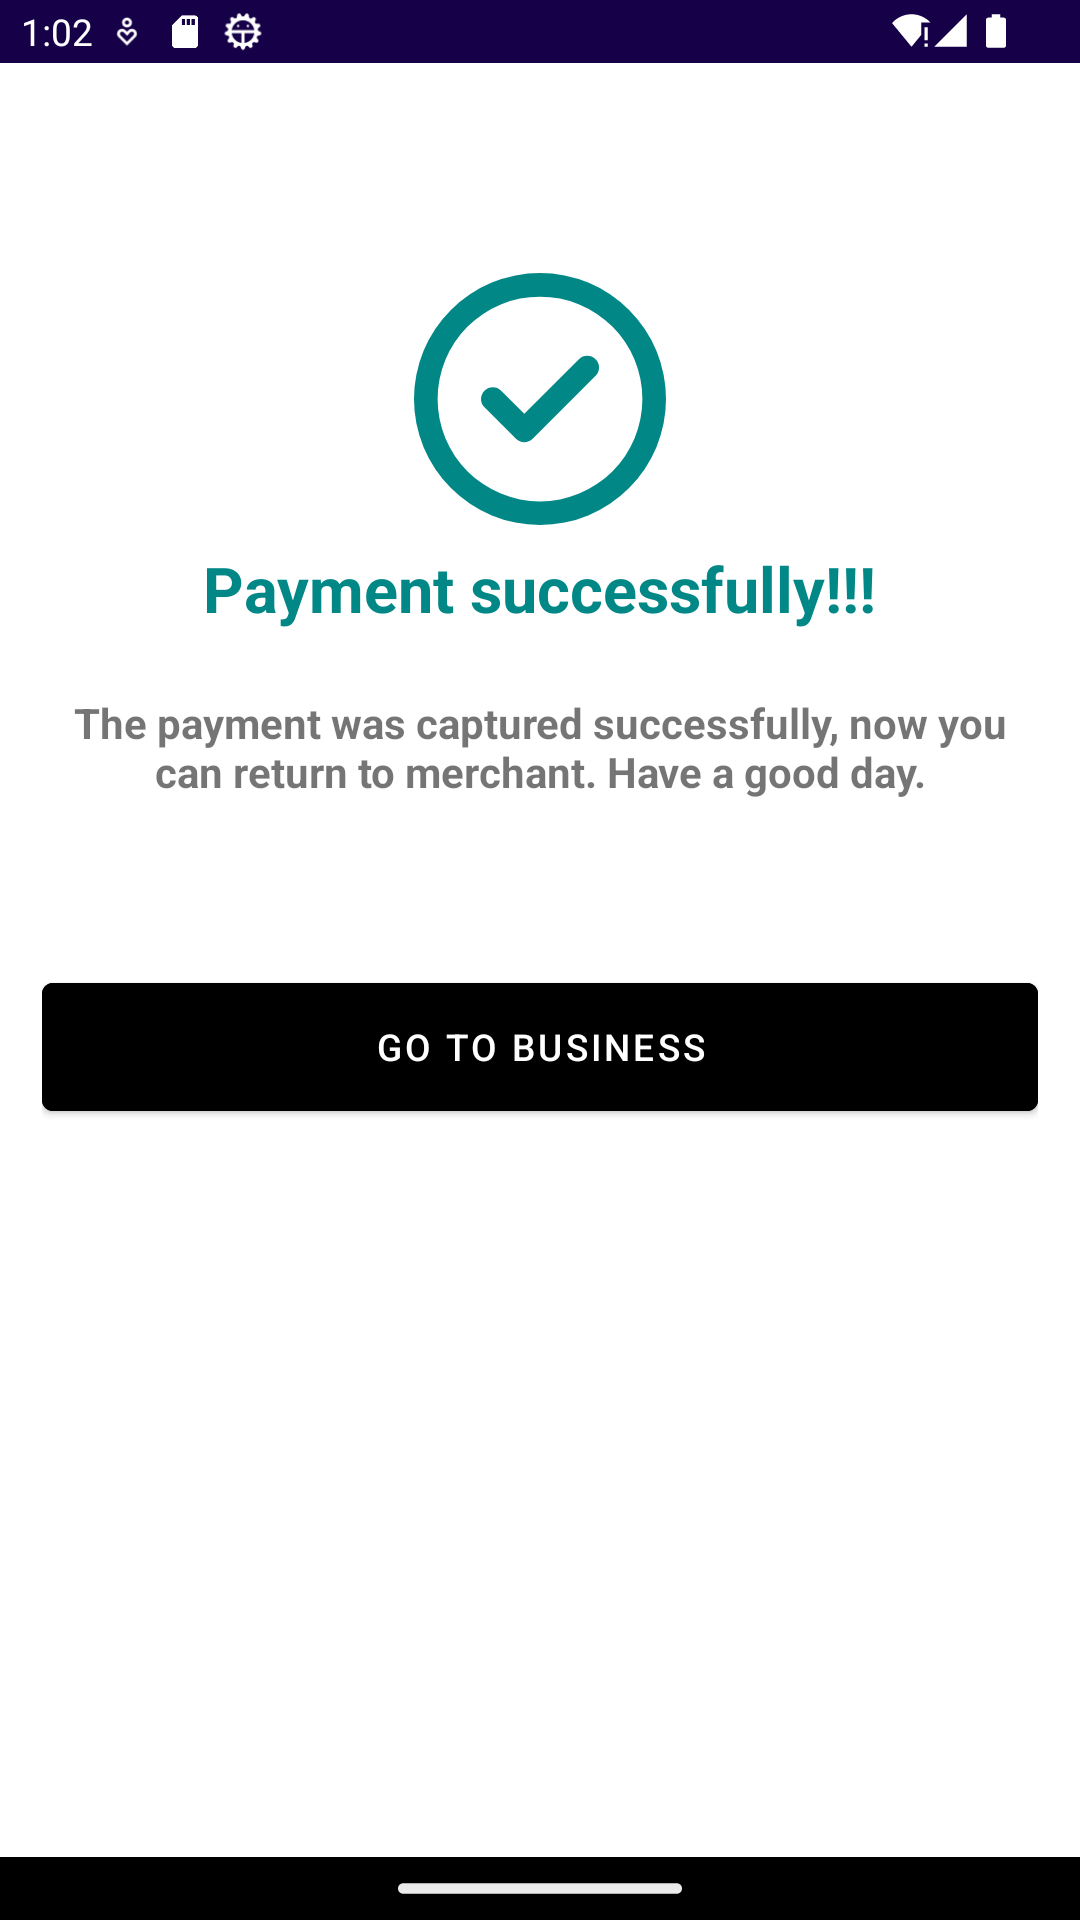 1:02
Payment successfully!!!
The payment was captured successfully, now you
can return to merchant. Have a good day.
GO TO BUSINESS